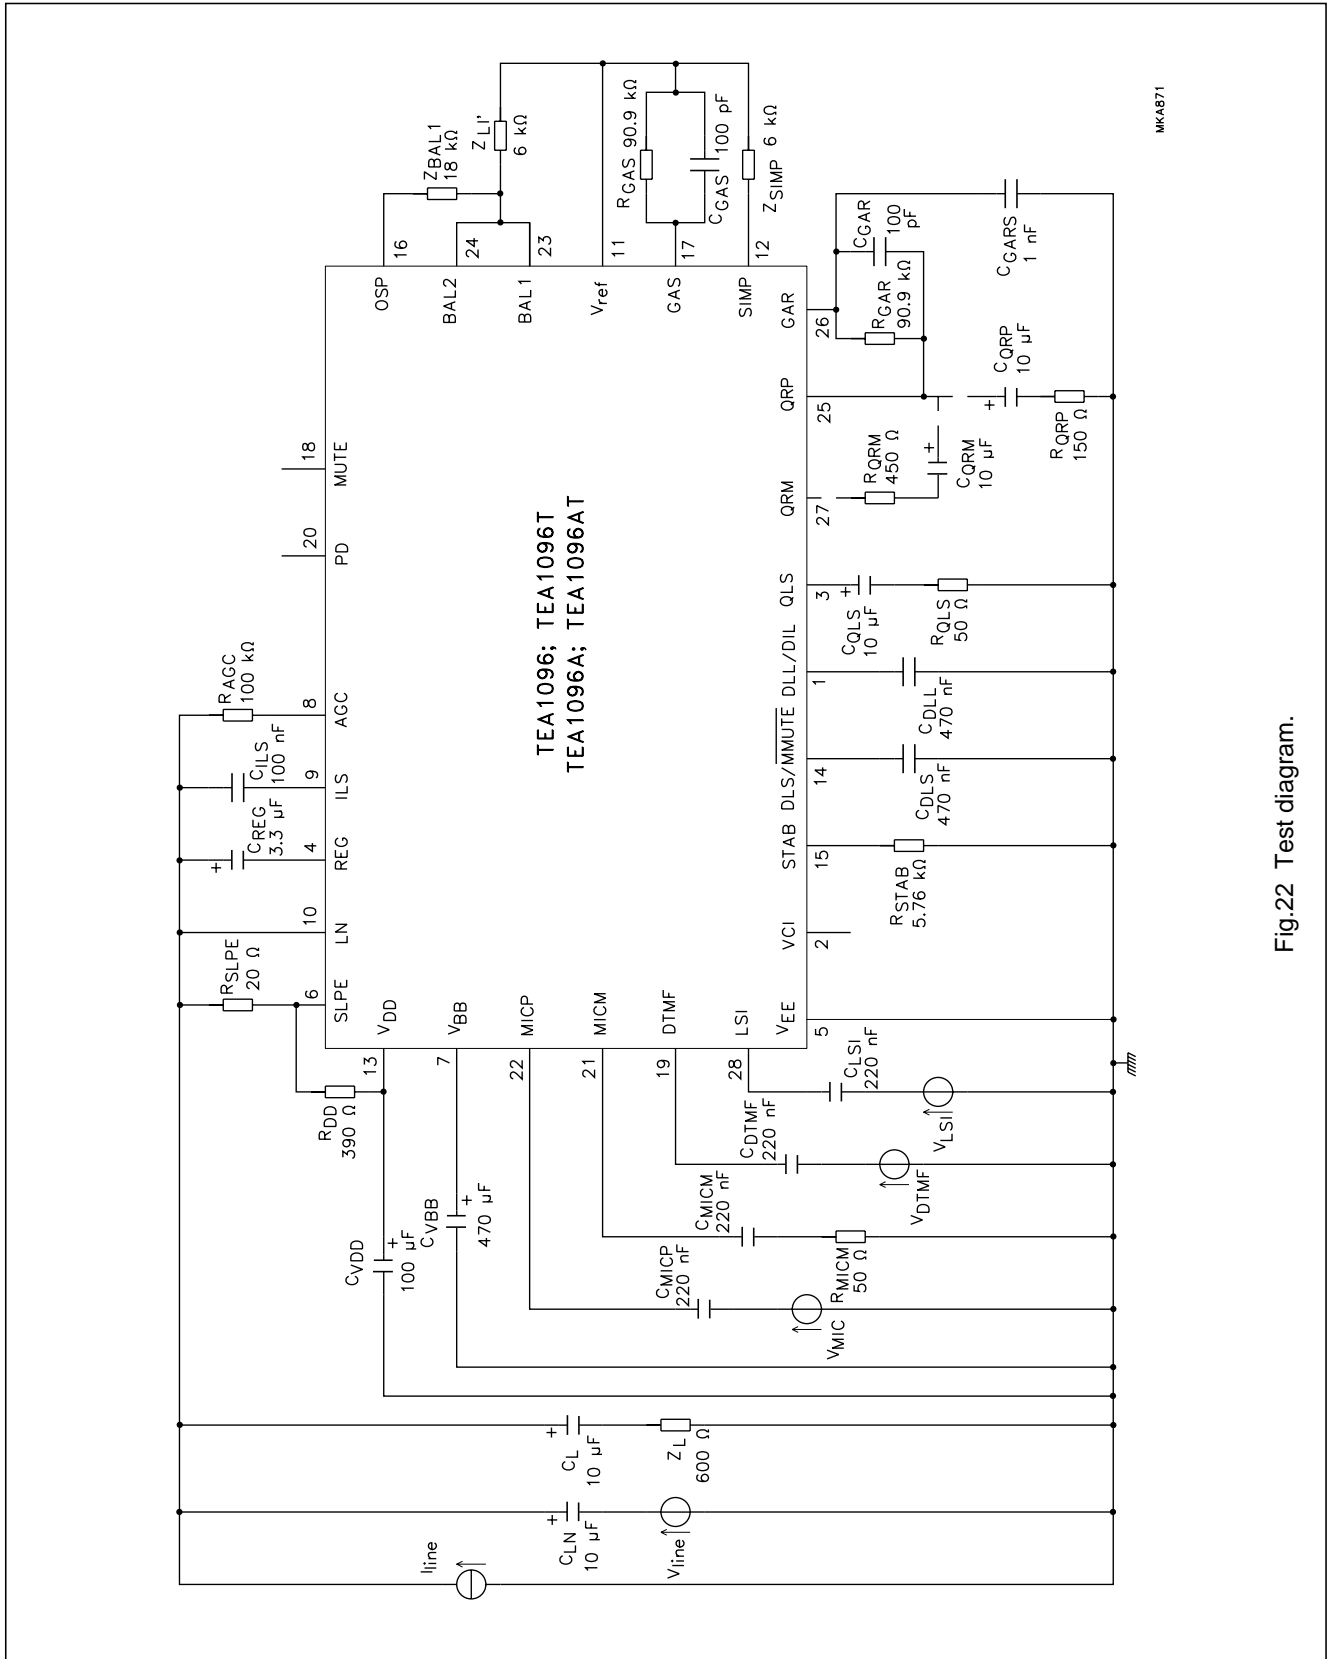 I line
CLN
10 µF
Vline
CL
10 µF
ZL
600 Ω
CVDD
100 µF
CVBB
470 µF
CMICP
220 nF
VMIC
CMICM
220 nF
RMICM
50 Ω
CDTMF
220 nF
VDTMF
CLSI
220 nF
VLSI
RDD
390 Ω
RSLPE
20 Ω
CREG
3.3 µF
CILS
100 nF
RAGC
100 kΩ
6
10
4
9
8
20
18
SLPE
LN
REG
ILS
AGC
PD
MUTE
13
VDD
7
VBB
22
MICP
21
MICM
19
DTMF
28
LSI
TEA1096; TEA1096T
TEA1096A; TEA1096AT
OSP
16
BAL2
24
BAL1
23
Vref
11
GAS
17
SIMP
12
ZBAL1
18 kΩ
ZLI'
6 kΩ
RGAS 90.9 kΩ
100 pF
CGAS
ZSIMP 6 kΩ
VEE
VCI
STAB
DLS/MMUTE
DLL/DIL
QLS
QRM
QRP
GAR
5
2
15
14
1
3
27
25
26
RSTAB
5.76 kΩ
CDLS
470 nF
CDLL
470 nF
CQLS
10 µF
RQLS
50 Ω
RQRM
450 Ω
CQRM
10 µF
CQRP
10 µF
RQRP
150 Ω
RGAR
90.9 kΩ
CGAR
100
pF
CGARS
1 nF
MKA871
Fig.22 Test diagram.